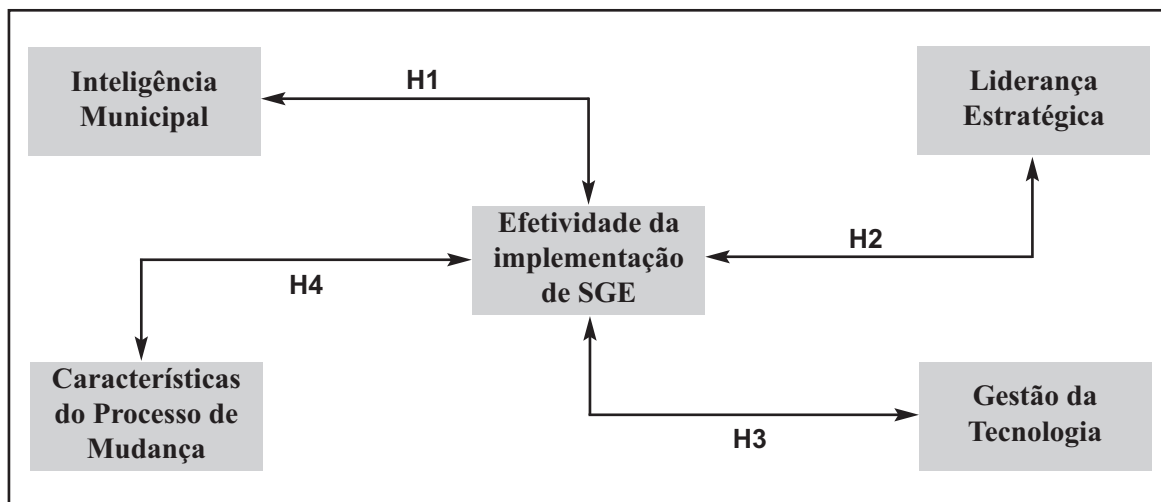 Inteligência
Municipal
H1
Liderança
Estratégica
Efetividade da
implementação
de SGE
H2
H4
Características
do Processo de
Mudança
H3
Gestão da
Tecnologia